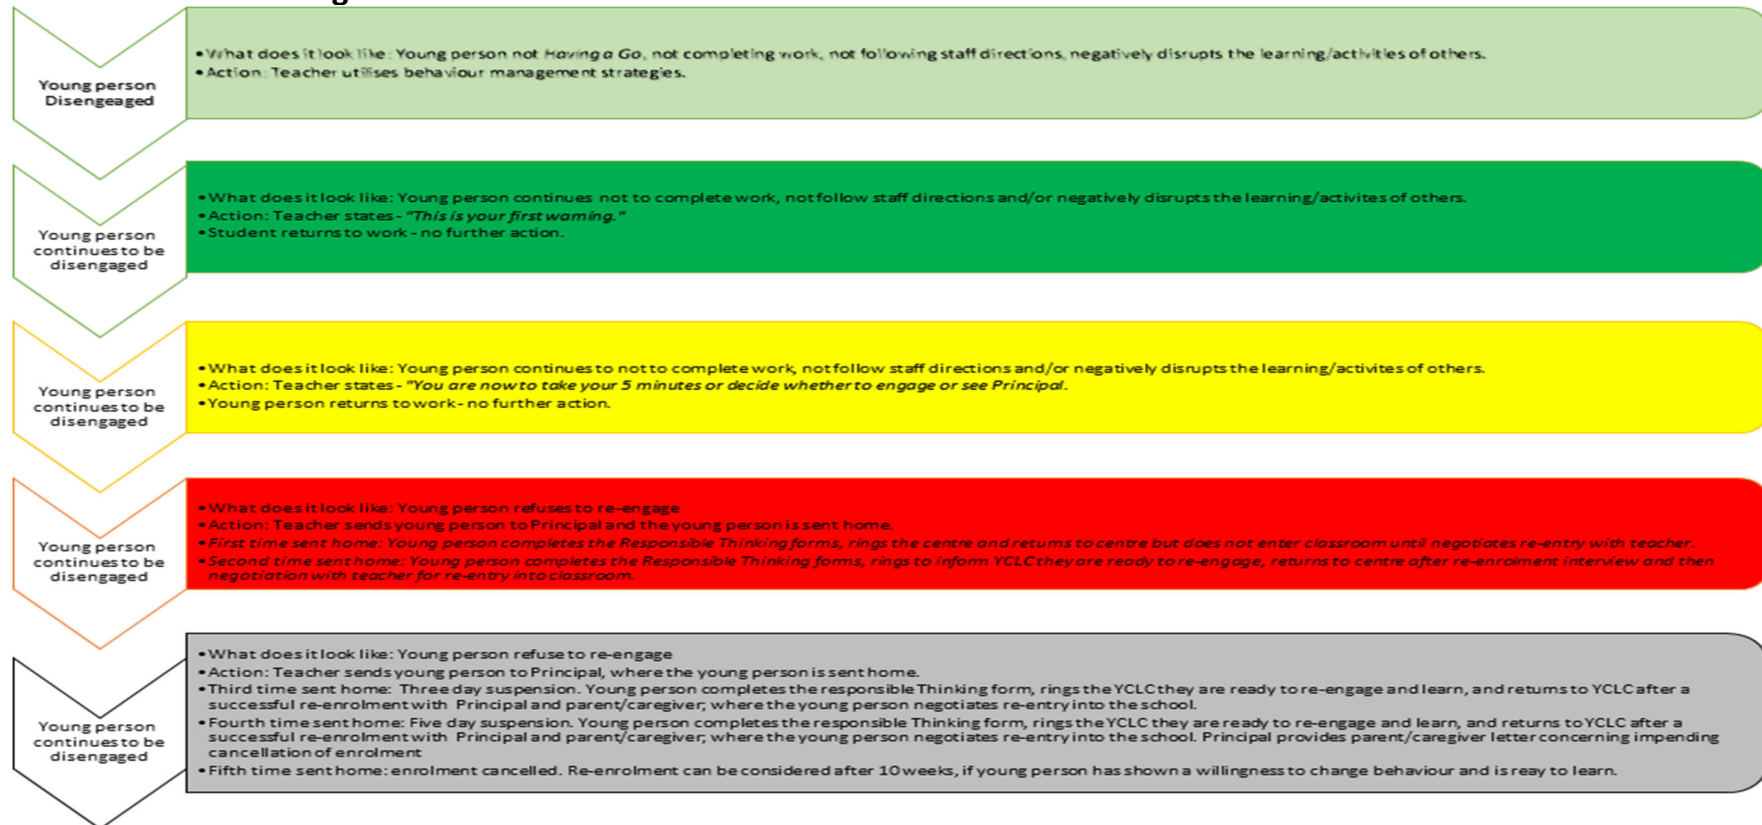 Young person
Disengeaged
•What does it look like: Young person not Having a Go, not completing work, not following staff directions, negatively disrupts the learning/activities of others.
•Action: Teacher utilises behaviour management strategies.
Young person
continues to be
disengaged
•What does it look like: Young person continues not to complete work, not follow staff directions and/or negatively disrupts the learning/activites of others.
•Action: Teacher states - "This is your first warning."
•Student returns to work - no further action.
Young person
continues to be
disengaged
•What does it look like: Young person continues to not to complete work, not follow staff directions and/or negatively disrupts the learning/activites of others.
•Action: Teacher states - "You are now to take your 5 minutes or decide whether to engage or see Principal.
•Young person returns to work - no further action.
Young person
continues to be
disengaged
•What does it look like: Young person refuses to re-engage
•Action: Teacher sends young person to Principal and the young person is sent home.
•First time sent home: Young person completes the Responsible Thinking forms, rings the centre and returns to centre but does not enter classroom until negotiates re-entry with teacher.
•Second time sent home: Young person completes the Responsible Thinking forms, rings to inform YCLC they are ready to re-engage, returns to centre after re-enrolment interview and then
negotiation with teacher for re-entry into classroom.
Young person
continues to be
disengaged
•What does it look like: Young person refuse to re-engage
•Action: Teacher sends young person to Principal, where the young person is sent home.
•Third time sent home: Three day suspension. Young person completes the responsible Thinking form, rings the YCLC they are ready to re-engage and learn, and returns to YCLC after a
successful re-enrolment with Principal and parent/caregiver; where the young person negotiates re-entry into the school.
•Fourth time sent home: Five day suspension. Young person completes the responsible Thinking form, rings the YCLC they are ready to re-engage and learn, and returns to YCLC after a
successful re-enrolment with Principal and parent/caregiver; where the young person negotiates re-entry into the school. Principal provides parent/caregiver letter concerning impending
cancellation of enrolment
•Fifth time sent home: enrolment cancelled. Re-enrolment can be considered after 10 weeks, if young person has shown a willingness to change behaviour and is reay to learn.